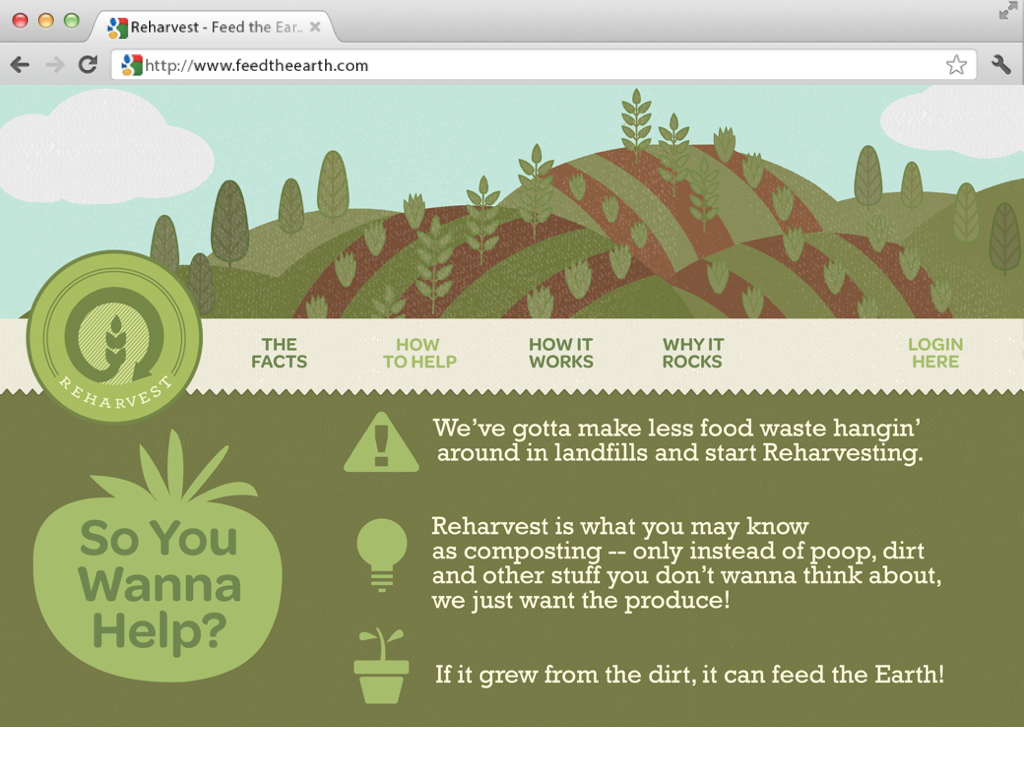 Reharvest - Feed the Ear..
http://www.feedtheearth.com
THE
FACTS
HOW
TO HELP
HOW IT
WORKS
WHY IT
ROCKS
LOGIN
HERE
REHARVEST
So You
Wanna
Help?
We've gotta make less food waste hangin'
around in landfills and start Reharvesting.
Reharvest is what you may know
as composting -- only instead of poop, dirt
and other stuff you don't wanna think about,
we just want the produce!
If it grew from the dirt, it can feed the Earth!